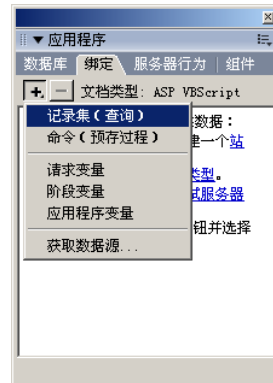 应用程序
数据库 绑定 服务器行为 组件
文档类型: ASP VBScript
记录集(查询)
命令(预存过程)
请求变量
阶段变量
应用程序变量
获取数据源...
数据:
建一个站
类型。
试服务器
钮并选择